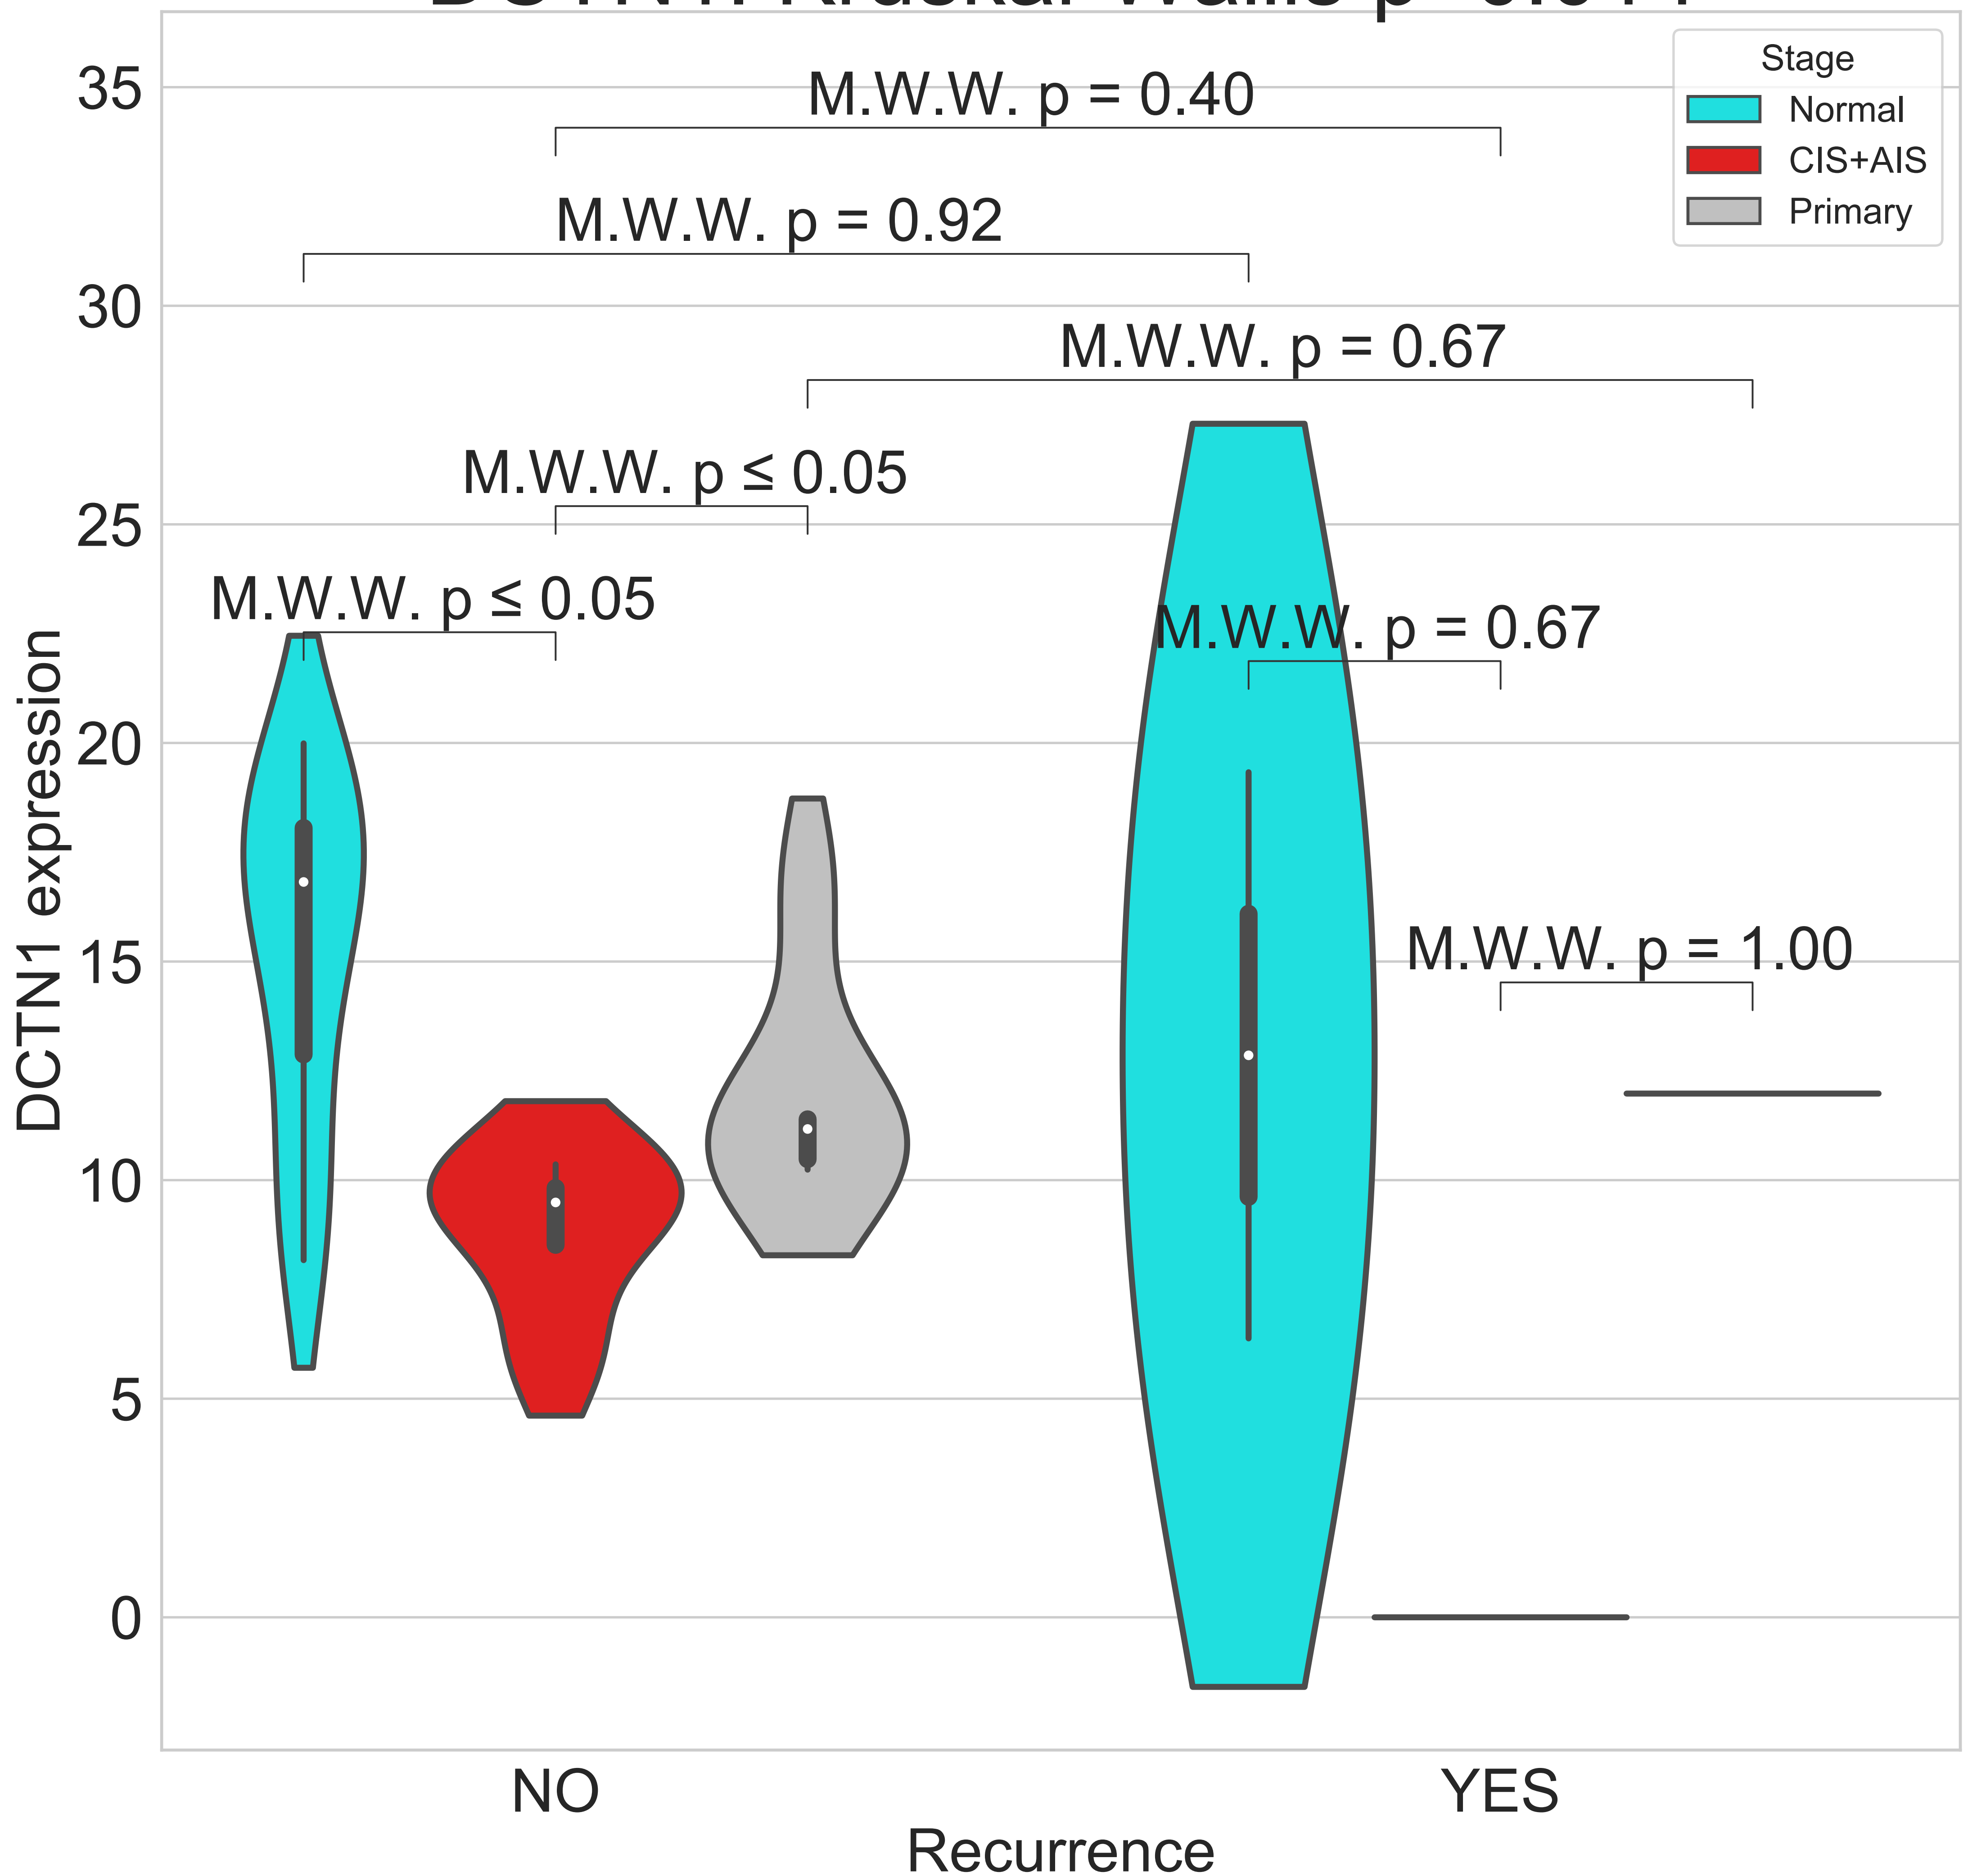 35
30
25
20
15
10
5
0
DCTN1 expression
M.W.W. p = 0.40
M.W.W. p = 0.92
M.W.W. p = 0.67
M.W.W. p ≤ 0.05
M.W.W. p ≤ 0.05
M.W.W. p = 0.67
M.W.W. p = 1.00
Stage
Normal
CIS+AIS
Primary
NO
YES
Recurrence